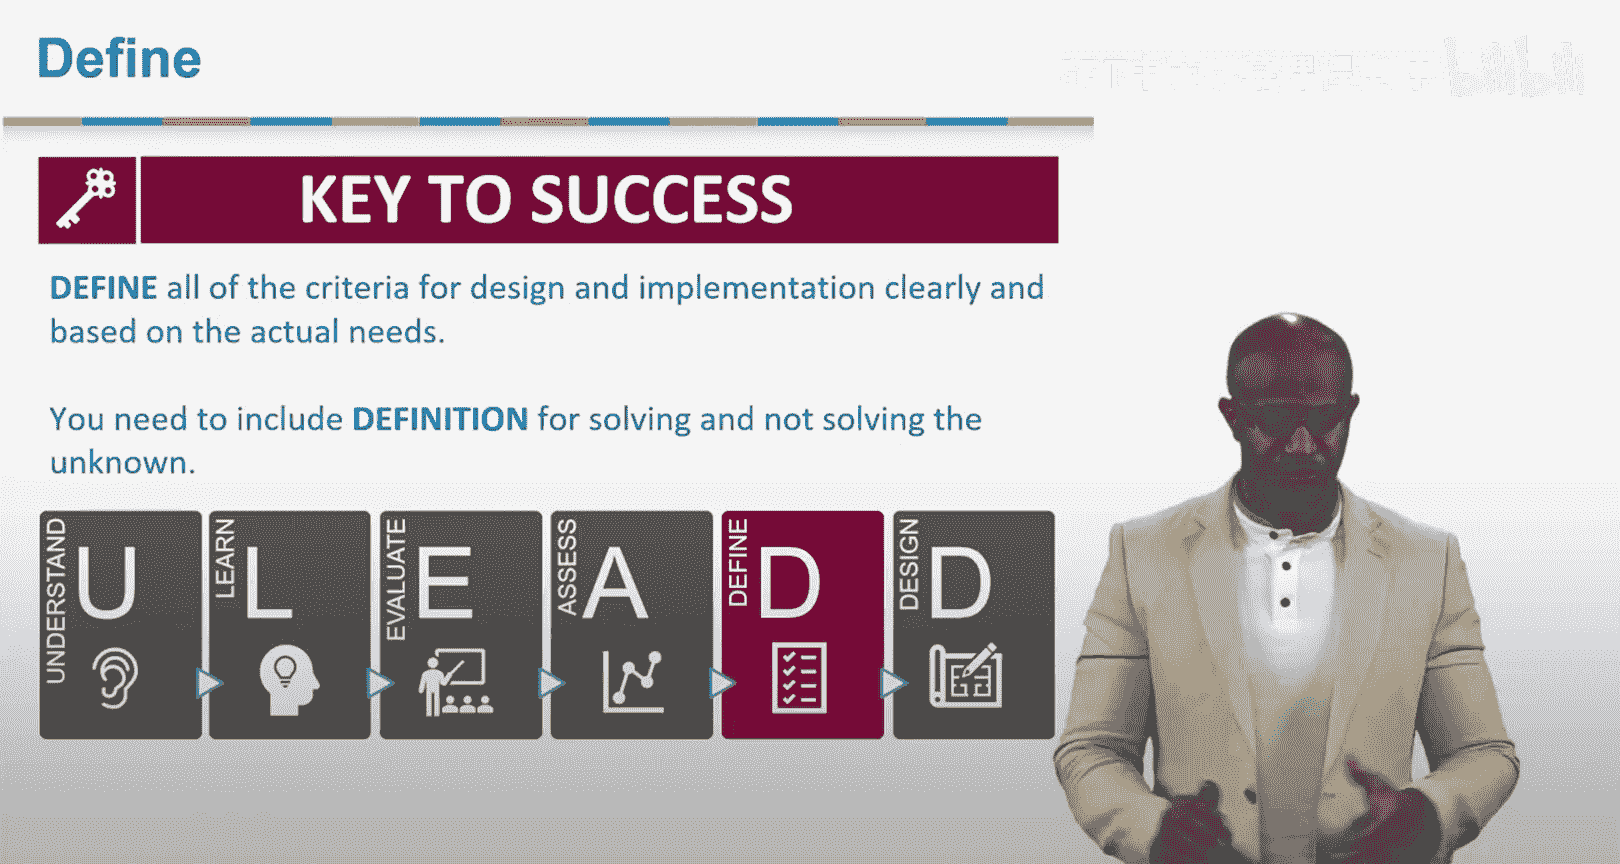 Define
KEY TO SUCCESS
DEFINE all of the criteria for design and implementation clearly and
based on the actual needs.
You need to include DEFINITION for solving and not solving the
unknown.
UNDERSTAND
U
LEARN
L
EVALUATE
E
ASSESS
A
DEFINE
D
DESIGN
D
bilibili